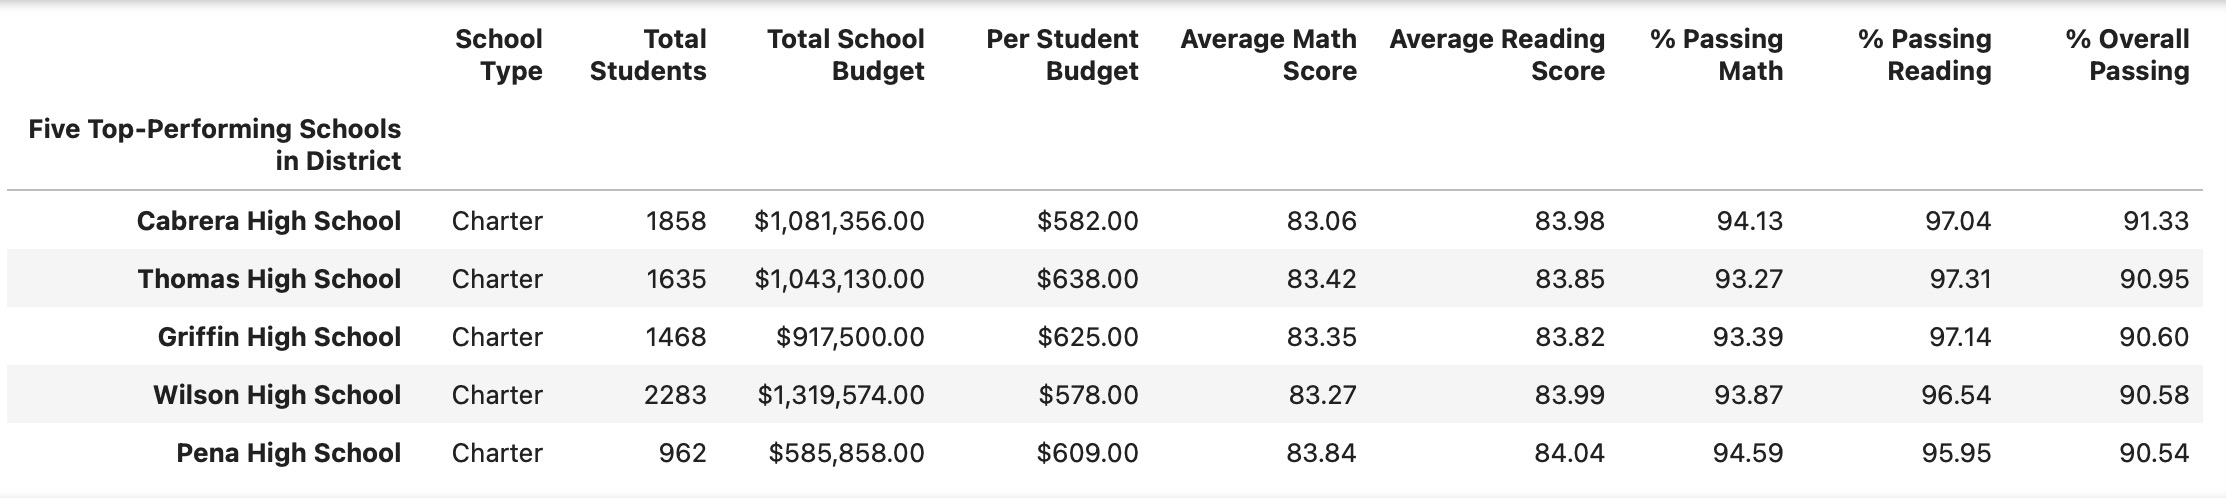 School Type Total Students Total School Budget Per Student Budget Average Math Score Average Reading Score % Passing Math % Passing Reading % Overall Passing
Five Top-Performing Schools
in District
Cabrera High School Charter 1858 $1,081,356.00 $582.00 83.06 83.98 94.13 97.04 91.33
Thomas High School Charter 1635 $1,043,130.00 $638.00 83.42 83.85 93.27 97.31 90.95
Griffin High School Charter 1468 $917,500.00 $625.00 83.35 83.82 93.39 97.14 90.60
Wilson High School Charter 2283 $1,319,574.00 $578.00 83.27 83.99 93.87 96.54 90.58
Pena High School Charter 962 $585,858.00 $609.00 83.84 84.04 94.59 95.95 90.54